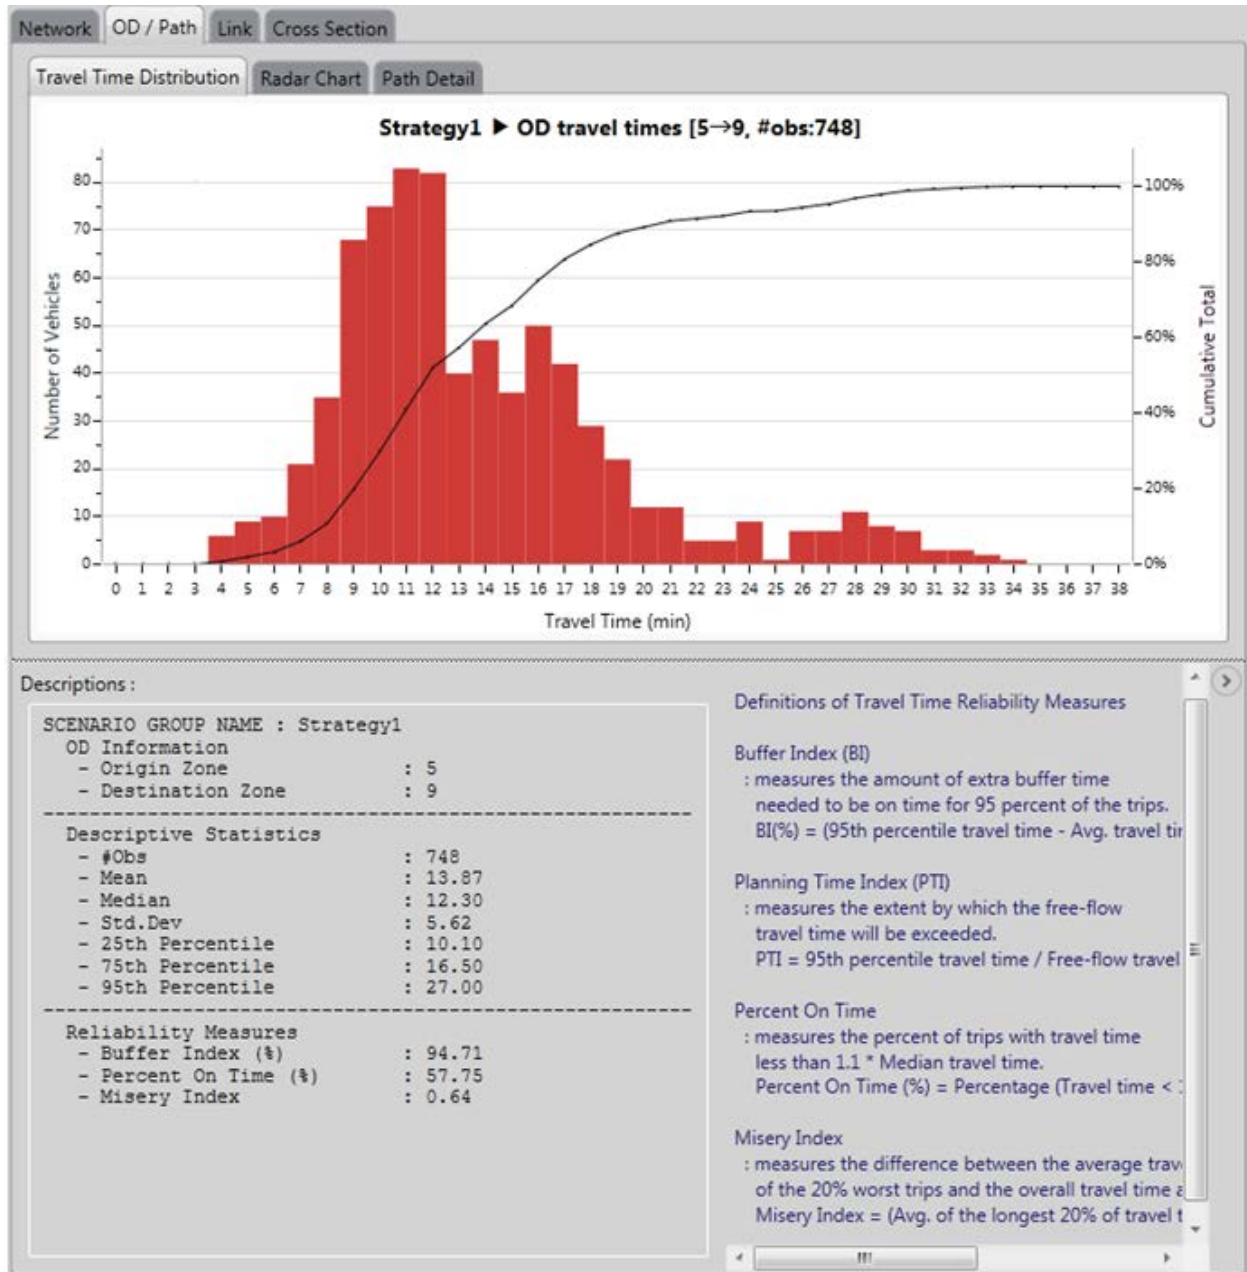 Network OD / Path Link Cross Section
Travel Time Distribution Radar Chart Path Detail
Strategy1 ▶ OD travel times [5→9, #obs:748]
Number of Vehicles
80
70
60
50
40
30
20
10
0
100%
80%
60%
40%
20%
0%
Cumulative Total
0 1 2 3 4 5 6 7 8 9 10 11 12 13 14 15 16 17 18 19 20 21 22 23 24 25 26 27 28 29 30 31 32 33 34 35 36 37 38
Travel Time (min)
Descriptions :
SCENARIO GROUP NAME : Strategy1
OD Information
- Origin Zone : 5
- Destination Zone : 9
Descriptive Statistics
- #Obs : 748
- Mean : 13.87
- Median : 12.30
- Std.Dev : 5.62
- 25th Percentile : 10.10
- 75th Percentile : 16.50
- 95th Percentile : 27.00
Reliability Measures
- Buffer Index (%) : 94.71
- Percent On Time (%) : 57.75
- Misery Index : 0.64
Definitions of Travel Time Reliability Measures
Buffer Index (BI)
: measures the amount of extra buffer time
needed to be on time for 95 percent of the trips.
BI(%) = (95th percentile travel time - Avg. travel
Planning Time Index (PTI)
: measures the extent by which the free-flow
travel time will be exceeded.
PTI = 95th percentile travel time / Free-flow travel
Percent On Time
: measures the percent of trips with travel time
less than 1.1 * Median travel time.
Percent On Time (%) = Percentage (Travel time <
Misery Index
: measures the difference between the average
of the 20% worst trips and the overall travel time
Misery Index = (Avg. of the longest 20% of travel